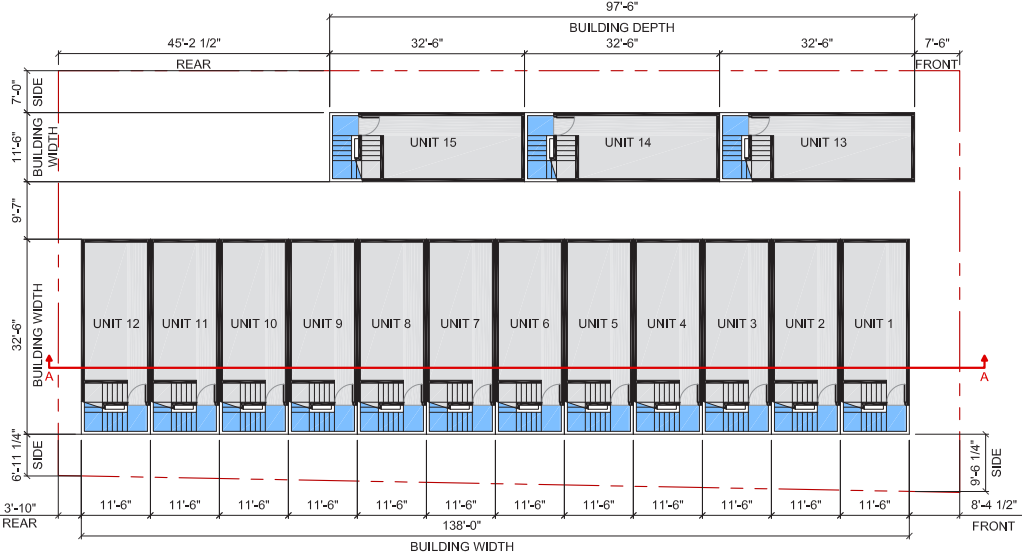 97'-6"
BUILDING DEPTH
45'-2 1/2"
32'-6"
32'-6"
32'-6"
7'-6"
REAR
FRONT
7'-0"
SIDE
11'-6"
BUILDING
WIDTH
UNIT 15
UNIT 14
UNIT 13
9'-7"
32'-6"
BUILDING WIDTH
UNIT 12
UNIT 11
UNIT 10
UNIT 9
UNIT 8
UNIT 7
UNIT 6
UNIT 5
UNIT 4
UNIT 3
UNIT 2
UNIT 1
A
A
6'-11 1/4"
SIDE
9'-6 1/4"
SIDE
3'-10"
REAR
11'-6"
11'-6"
11'-6"
11'-6"
11'-6"
11'-6"
11'-6"
11'-6"
11'-6"
11'-6"
11'-6"
11'-6"
8'-4 1/2"
FRONT
138'-0"
BUILDING WIDTH